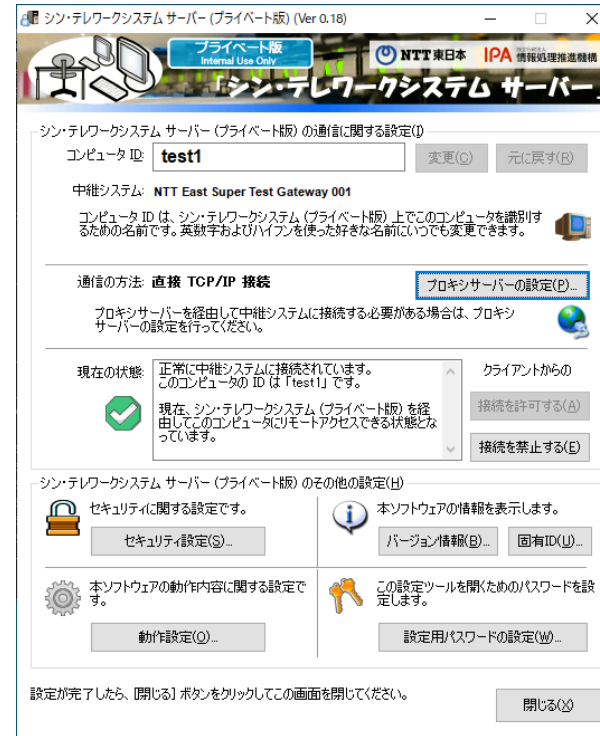 シン・テレワークシステム サーバー (プライベート版) (Ver 0.18)
プライベート版
Internal Use Only
NTT東日本 IPA 情報処理推進機構
「シン・テレワークシステム サーバー」
シン・テレワークシステム サーバー (プライベート版) の通信に関する設定(I)
コンピュータ ID: test1 変更(C) 元に戻す(R)
中継システム: NTT East Super Test Gateway 001
コンピュータ ID は、シン・テレワークシステム (プライベート版) 上でこのコンピュータを識別す
るための名前です。英数字およびハイフンを使った好きな名前にいつでも変更できます。
通信の方法: 直接 TCP/IP 接続 プロキシサーバーの設定(P)...
プロキシサーバーを経由して中継システムに接続する必要がある場合は、プロキシ
サーバーの設定を行ってください。
現在の状態: 正常に中継システムに接続されています。
このコンピュータの ID は「test1」です。
現在、シン・テレワークシステム (プライベート版) を経
由してこのコンピュータにリモートアクセスできる状態とな
っています。
クライアントからの
接続を許可する(A)
接続を禁止する(E)
シン・テレワークシステム サーバー (プライベート版) のその他の設定(H)
セキュリティに関する設定です。
セキュリティ設定(S)...
本ソフトウェアの情報を表示します。
バージョン情報(B)... 固有ID(U)...
本ソフトウェアの動作内容に関する設定で
す。
動作設定(O)...
この設定ツールを開くためのパスワードを設
定します。
設定用パスワードの設定(W)...
設定が完了したら、[閉じる] ボタンをクリックしてこの画面を閉じてください。
閉じる(X)